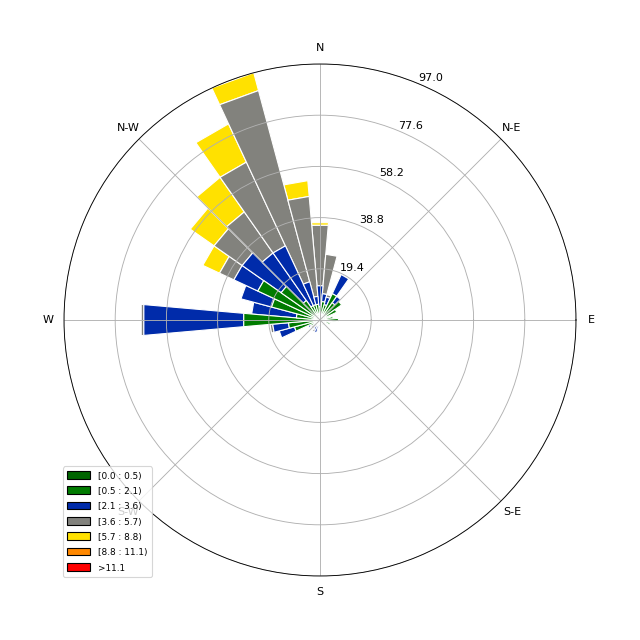 N
97.0
N-W
77.6
N-E
58.2
38.8
19.4
W
E
[0.0 : 0.5)
[0.5 : 2.1)
[2.1 : 3.6)
[3.6 : 5.7)
[5.7 : 8.8)
[8.8 : 11.1)
>11.1
S-W
S-E
S